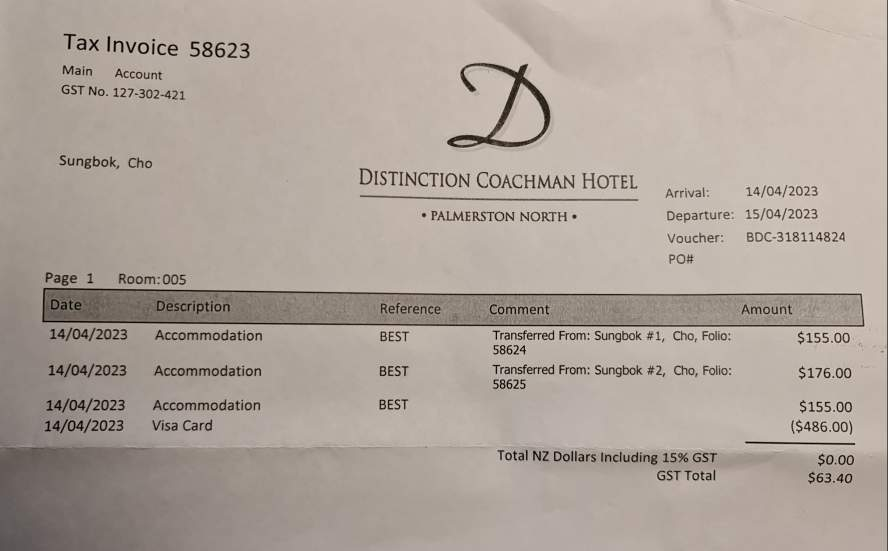 Tax Invoice 58623
Main Account
GST No. 127-302-421
Sungbok, Cho
D
DISTINCTION COACHMAN HOTEL
• PALMERSTON NORTH •
Arrival: 14/04/2023
Departure: 15/04/2023
Voucher: BDC-318114824
PO#
Page 1 Room:005
Date Description Reference Comment Amount
14/04/2023 Accommodation BEST Transferred From: Sungbok #1, Cho, Folio: $155.00
58624
14/04/2023 Accommodation BEST Transferred From: Sungbok #2, Cho, Folio: $176.00
58625
14/04/2023 Accommodation BEST $155.00
14/04/2023 Visa Card ($486.00)
Total NZ Dollars Including 15% GST $0.00
GST Total $63.40